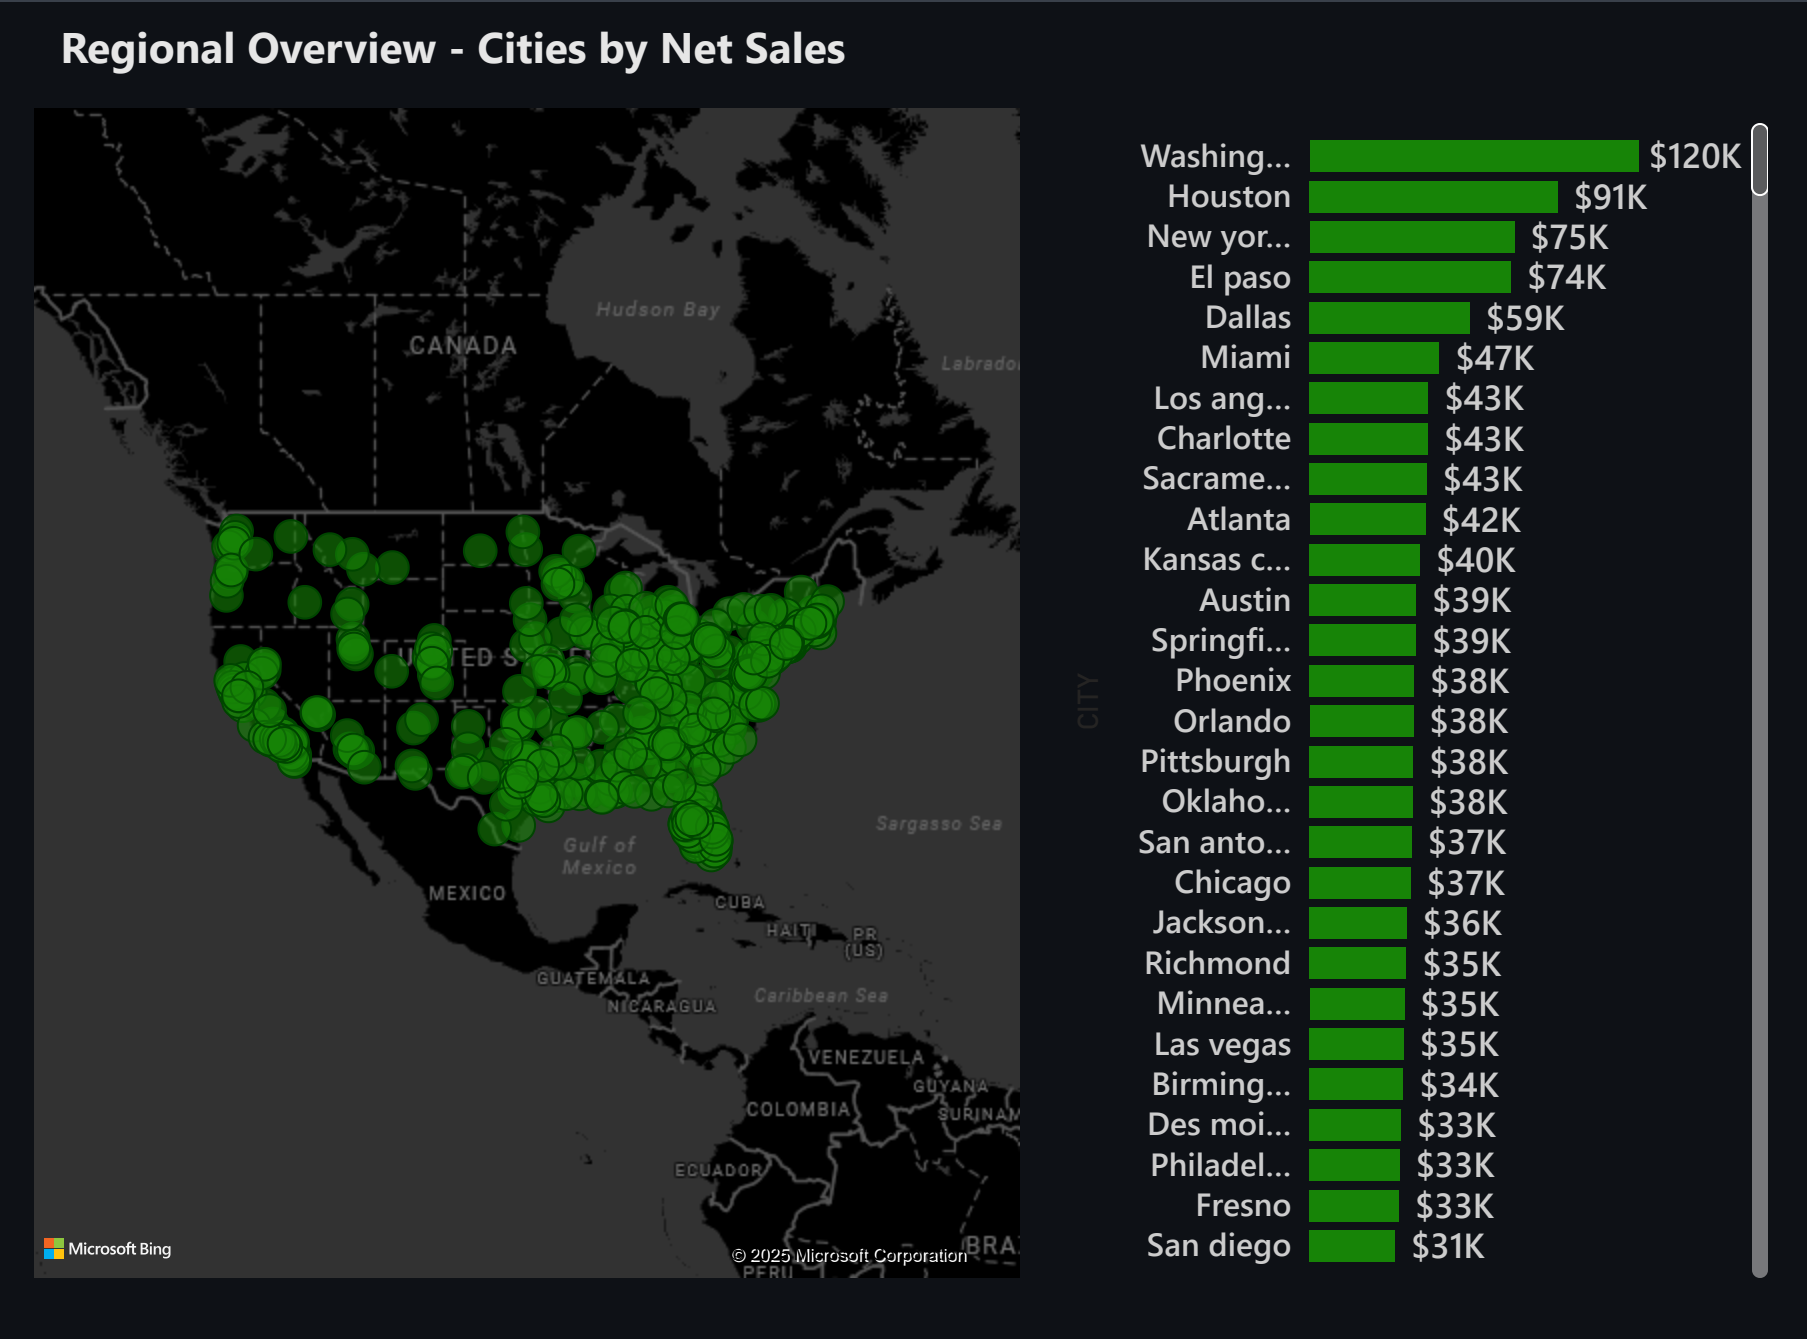 Regional Overview - Cities by Net Sales
Hudson Bay
CANADA
Labrador
UNITED STATES
Sargasso Sea
Gulf of
Mexico
MEXICO
CUBA
HAITI
PR
(US)
GUATEMALA
Caribbean Sea
NICARAGUA
VENEZUELA
GUYANA
COLOMBIA
SURINAM
ECUADOR
BRAZ
PERU
Microsoft Bing
© 2025 Microsoft Corporation
CITY
Washing... $120K
Houston $91K
New yor... $75K
El paso $74K
Dallas $59K
Miami $47K
Los ang... $43K
Charlotte $43K
Sacrame... $43K
Atlanta $42K
Kansas c... $40K
Austin $39K
Springfi... $39K
Phoenix $38K
Orlando $38K
Pittsburgh $38K
Oklaho... $38K
San anto... $37K
Chicago $37K
Jackson... $36K
Richmond $35K
Minnea... $35K
Las vegas $35K
Birming... $34K
Des moi... $33K
Philadel... $33K
Fresno $33K
San diego $31K